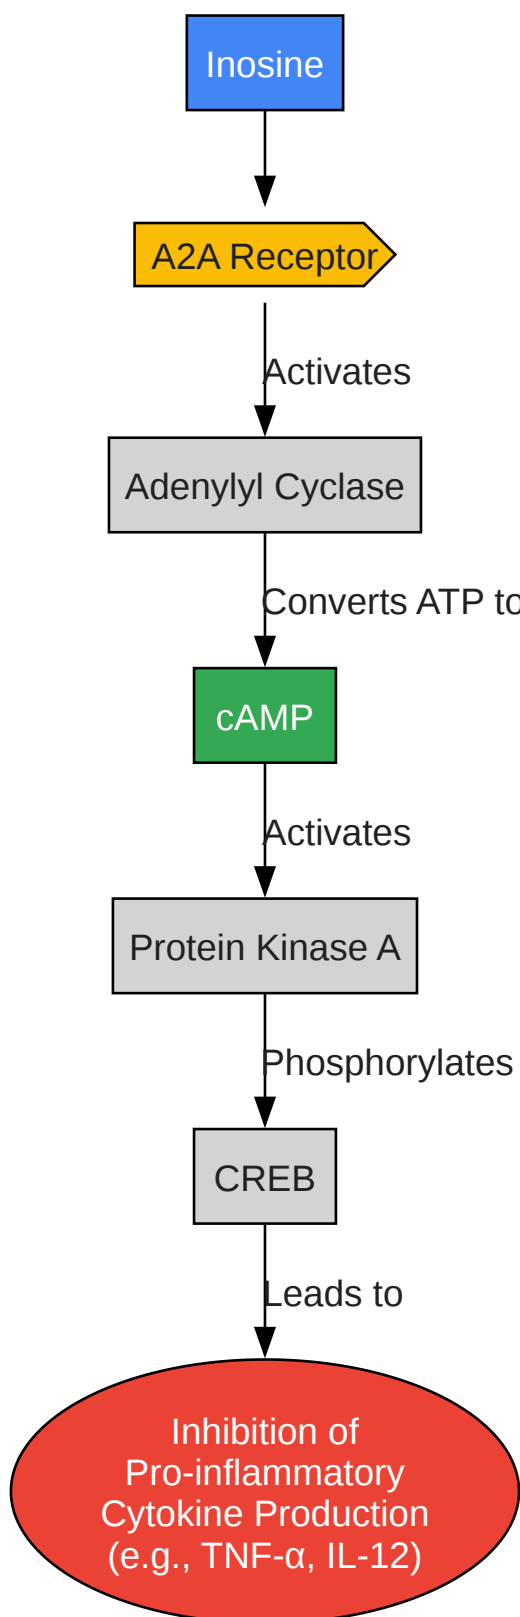 Inosine
A2A Receptor
Activates
Adenylyl Cyclase
Converts ATP to
cAMP
Activates
Protein Kinase A
Phosphorylates
CREB
Leads to
Inhibition of
Pro-inflammatory
Cytokine Production
(e.g., TNF-α, IL-12)